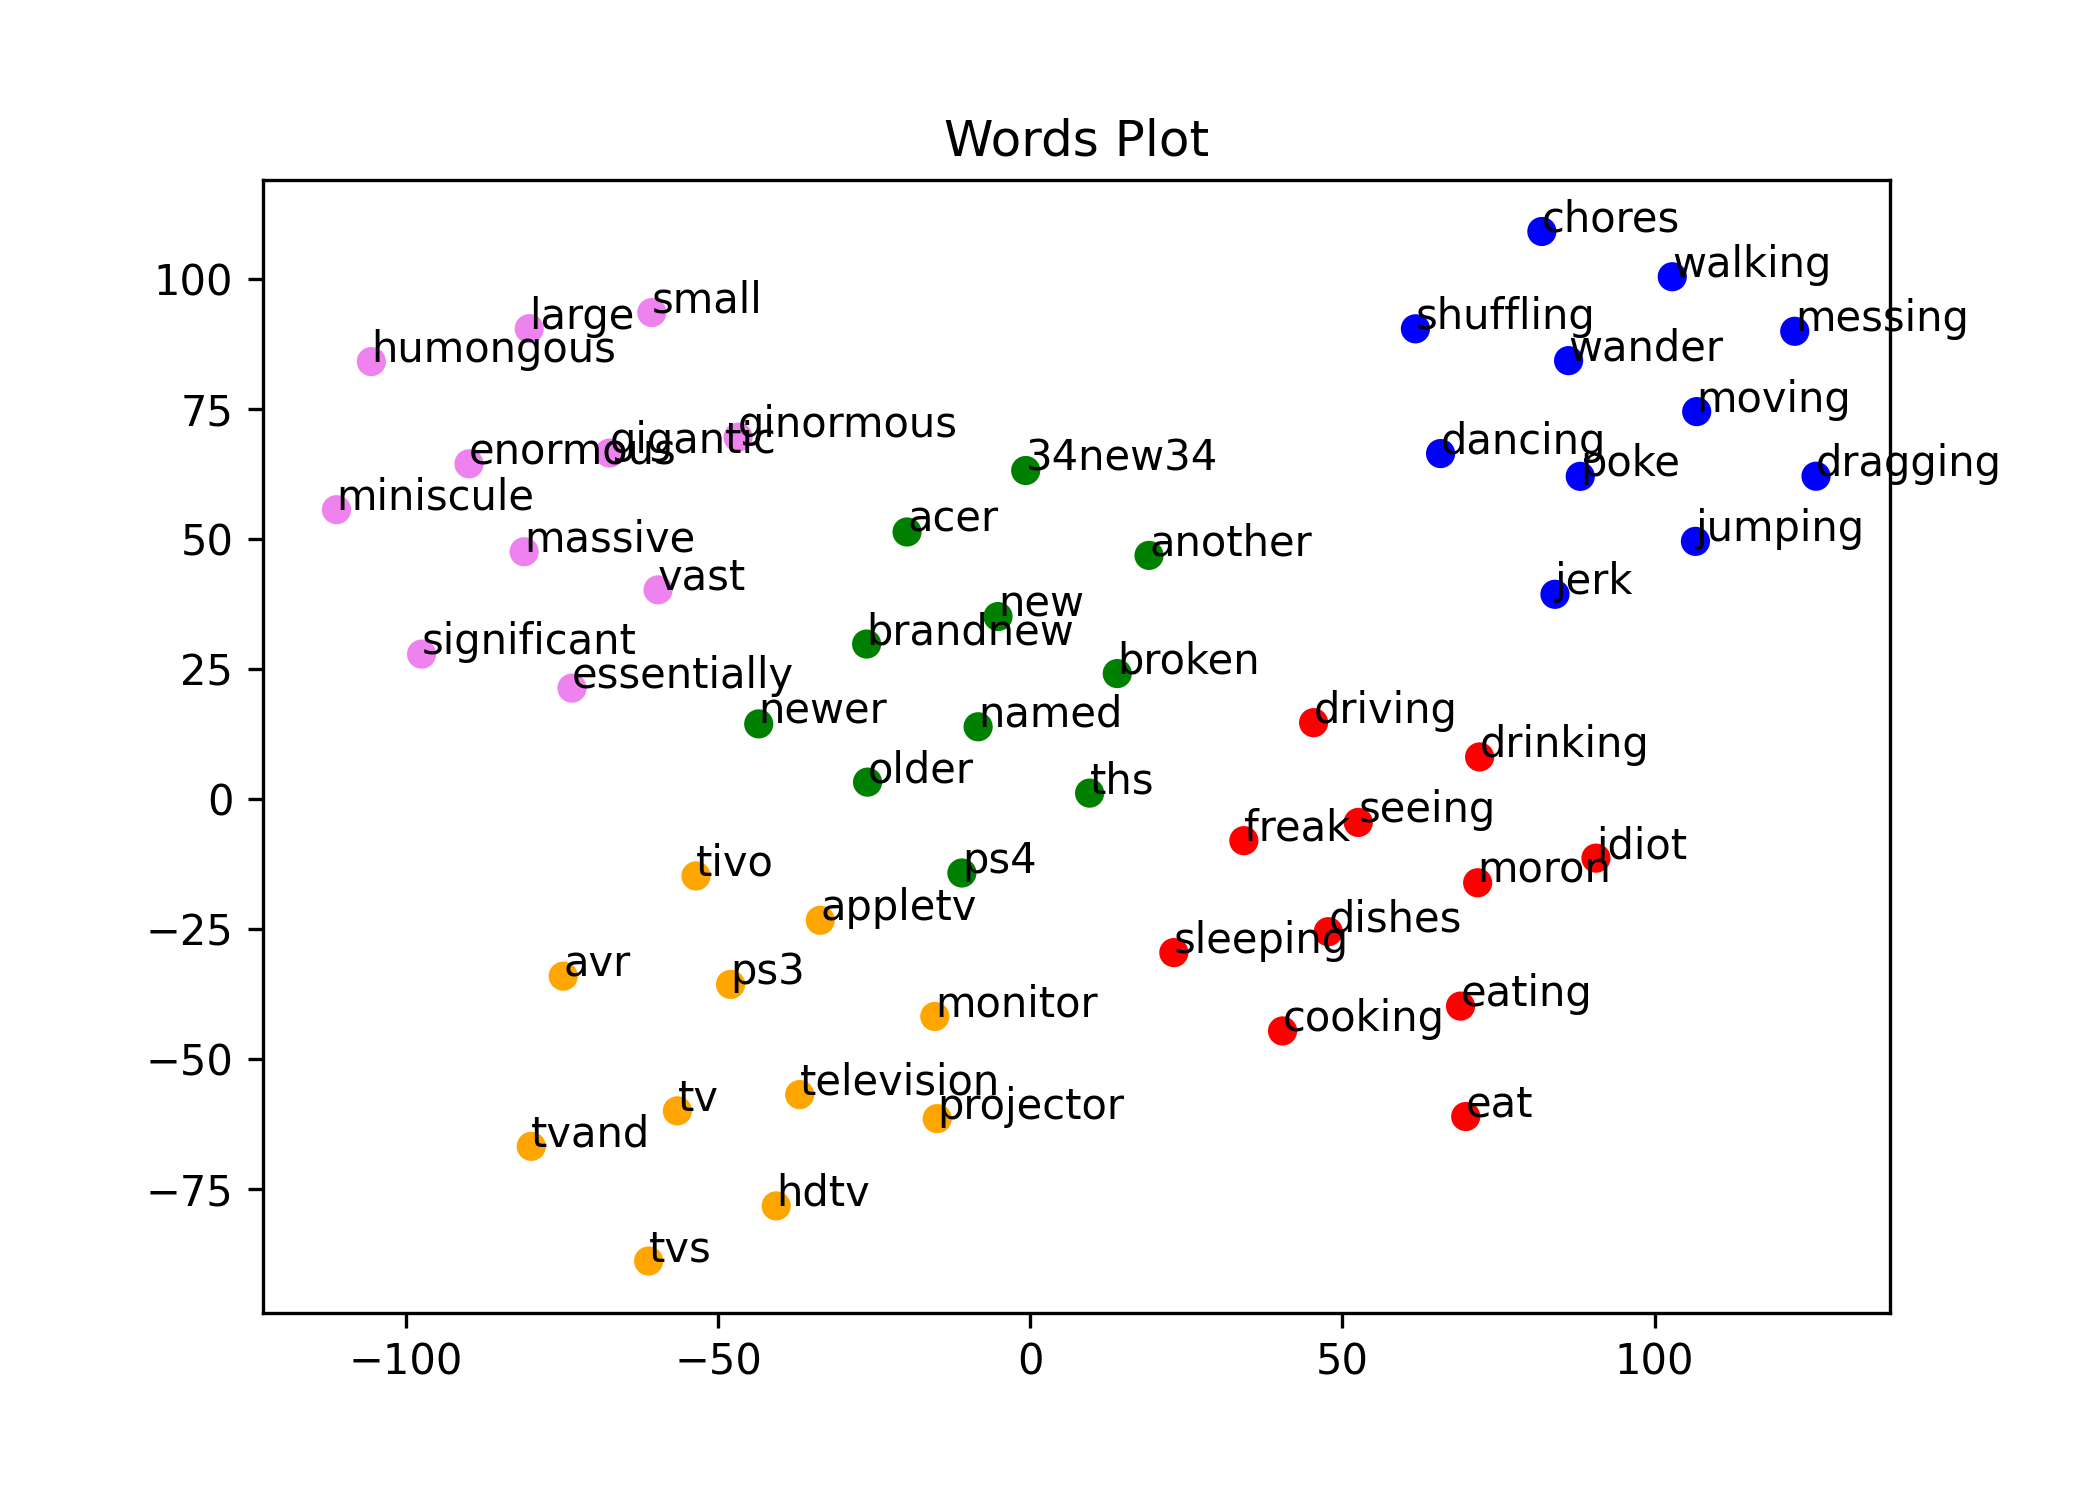 Words Plot
chores
walking
small
large
shuffling
messing
humongous
wander
moving
ginormous
gigantic
dancing
enormous
34new34
poke
dragging
miniscule
acer
jumping
massive
another
vast
jerk
new
brandnew
significant
broken
essentially
newer
named
driving
drinking
older
ths
seeing
freak
idiot
tivo
ps4
moron
appletv
dishes
sleeping
avr
ps3
monitor
eating
cooking
television
tv
projector
eat
tvand
hdtv
tvs
100
75
50
25
0
−25
−50
−75
−100
−50
0
50
100